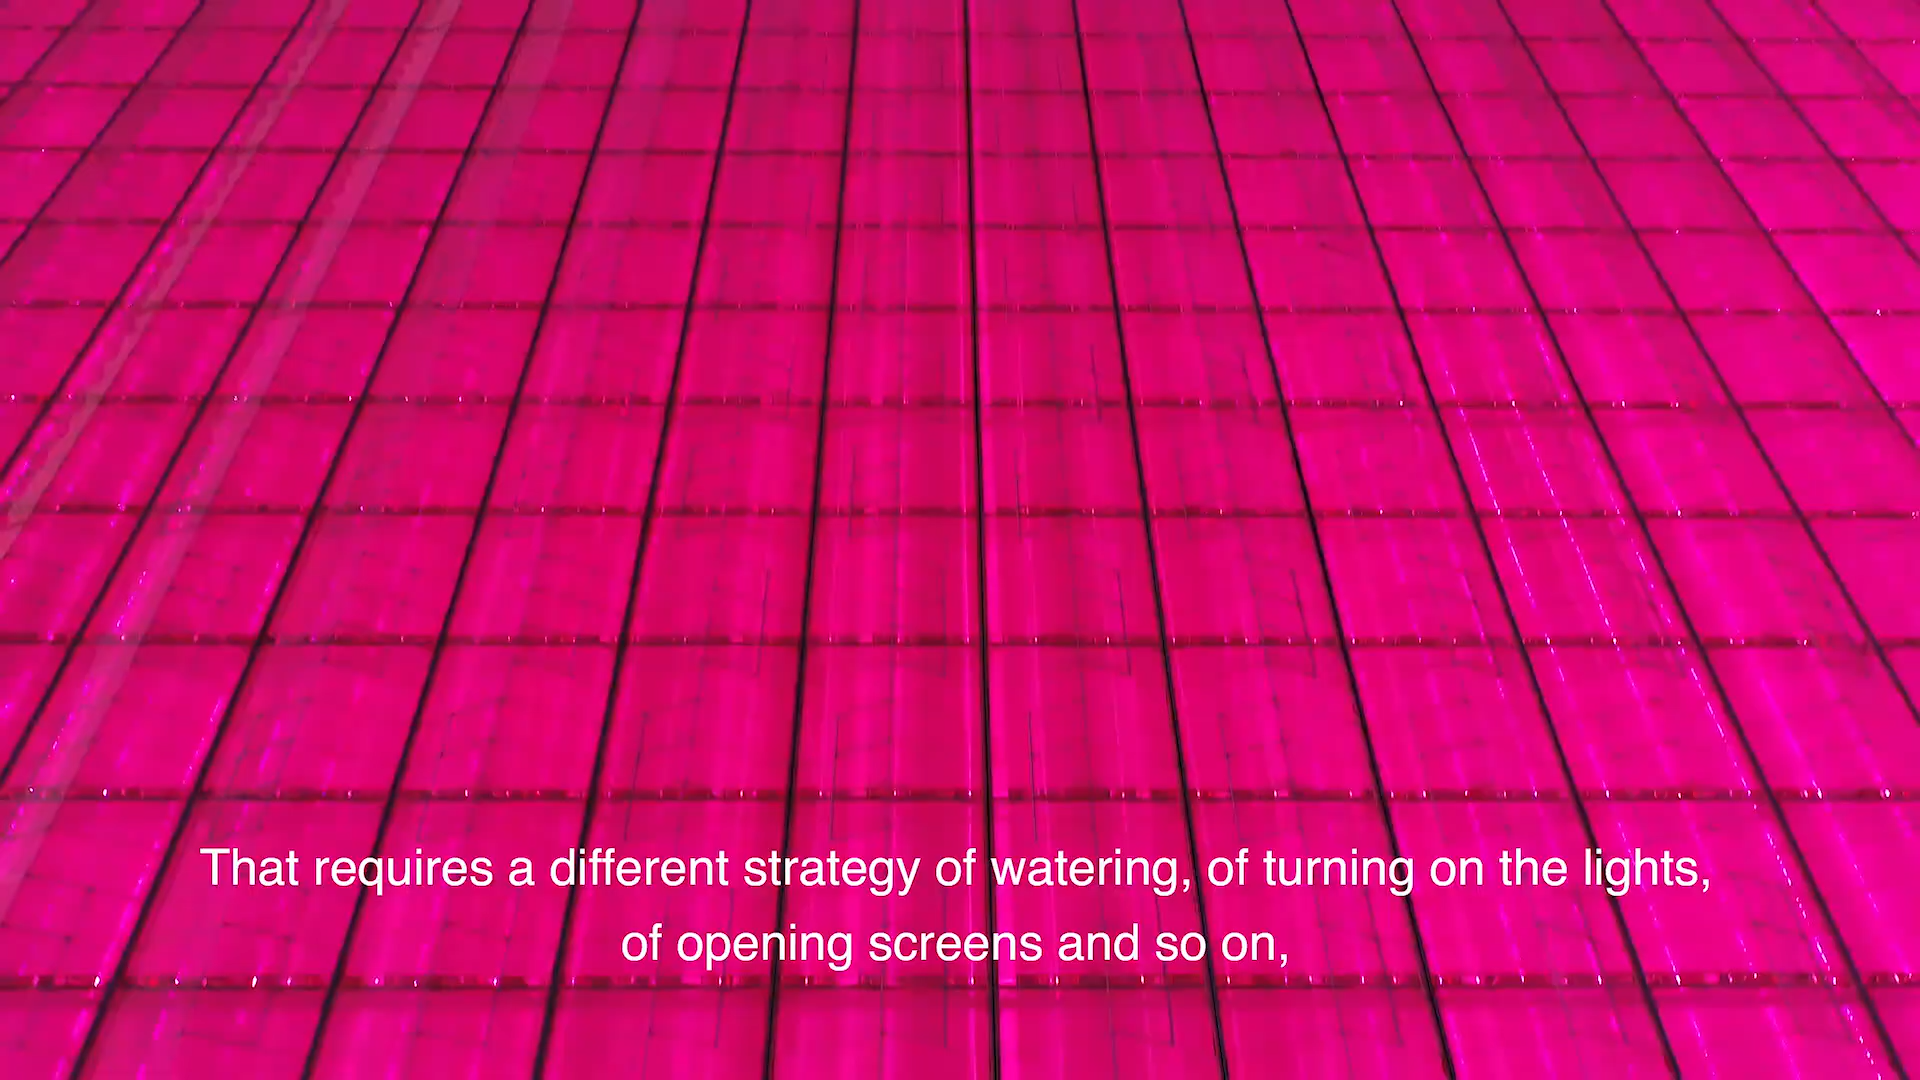 That requires a different strategy of watering, of turning on the lights,
of opening screens and so on,